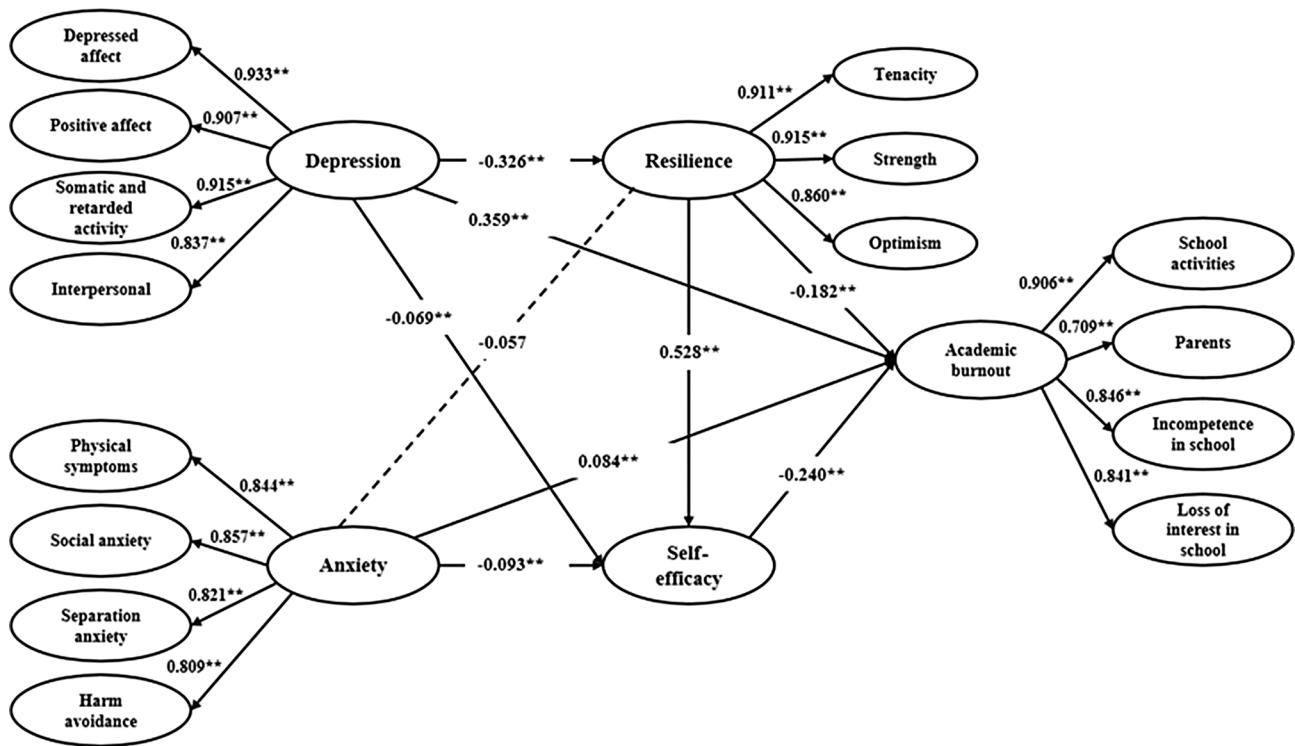 Depressed
affect
0.933**
Positive affect
0.907**
Somatic and
retarded
activity
0.915**
Interpersonal
0.837**
Depression
-0.326**
Resilience
0.911**
Tenacity
0.915**
Strength
0.860**
Optimism
0.359**
-0.182**
-0.069**
-0.057
0.528**
Academic
burnout
0.906**
School
activities
0.709**
Parents
0.846**
Incompetence
in school
0.841**
Loss of
interest in
school
Physical
symptoms
0.844**
Social anxiety
0.857**
Separation
anxiety
0.821**
Harm
avoidance
0.809**
Anxiety
0.084**
-0.093**
Self-
efficacy
-0.240**